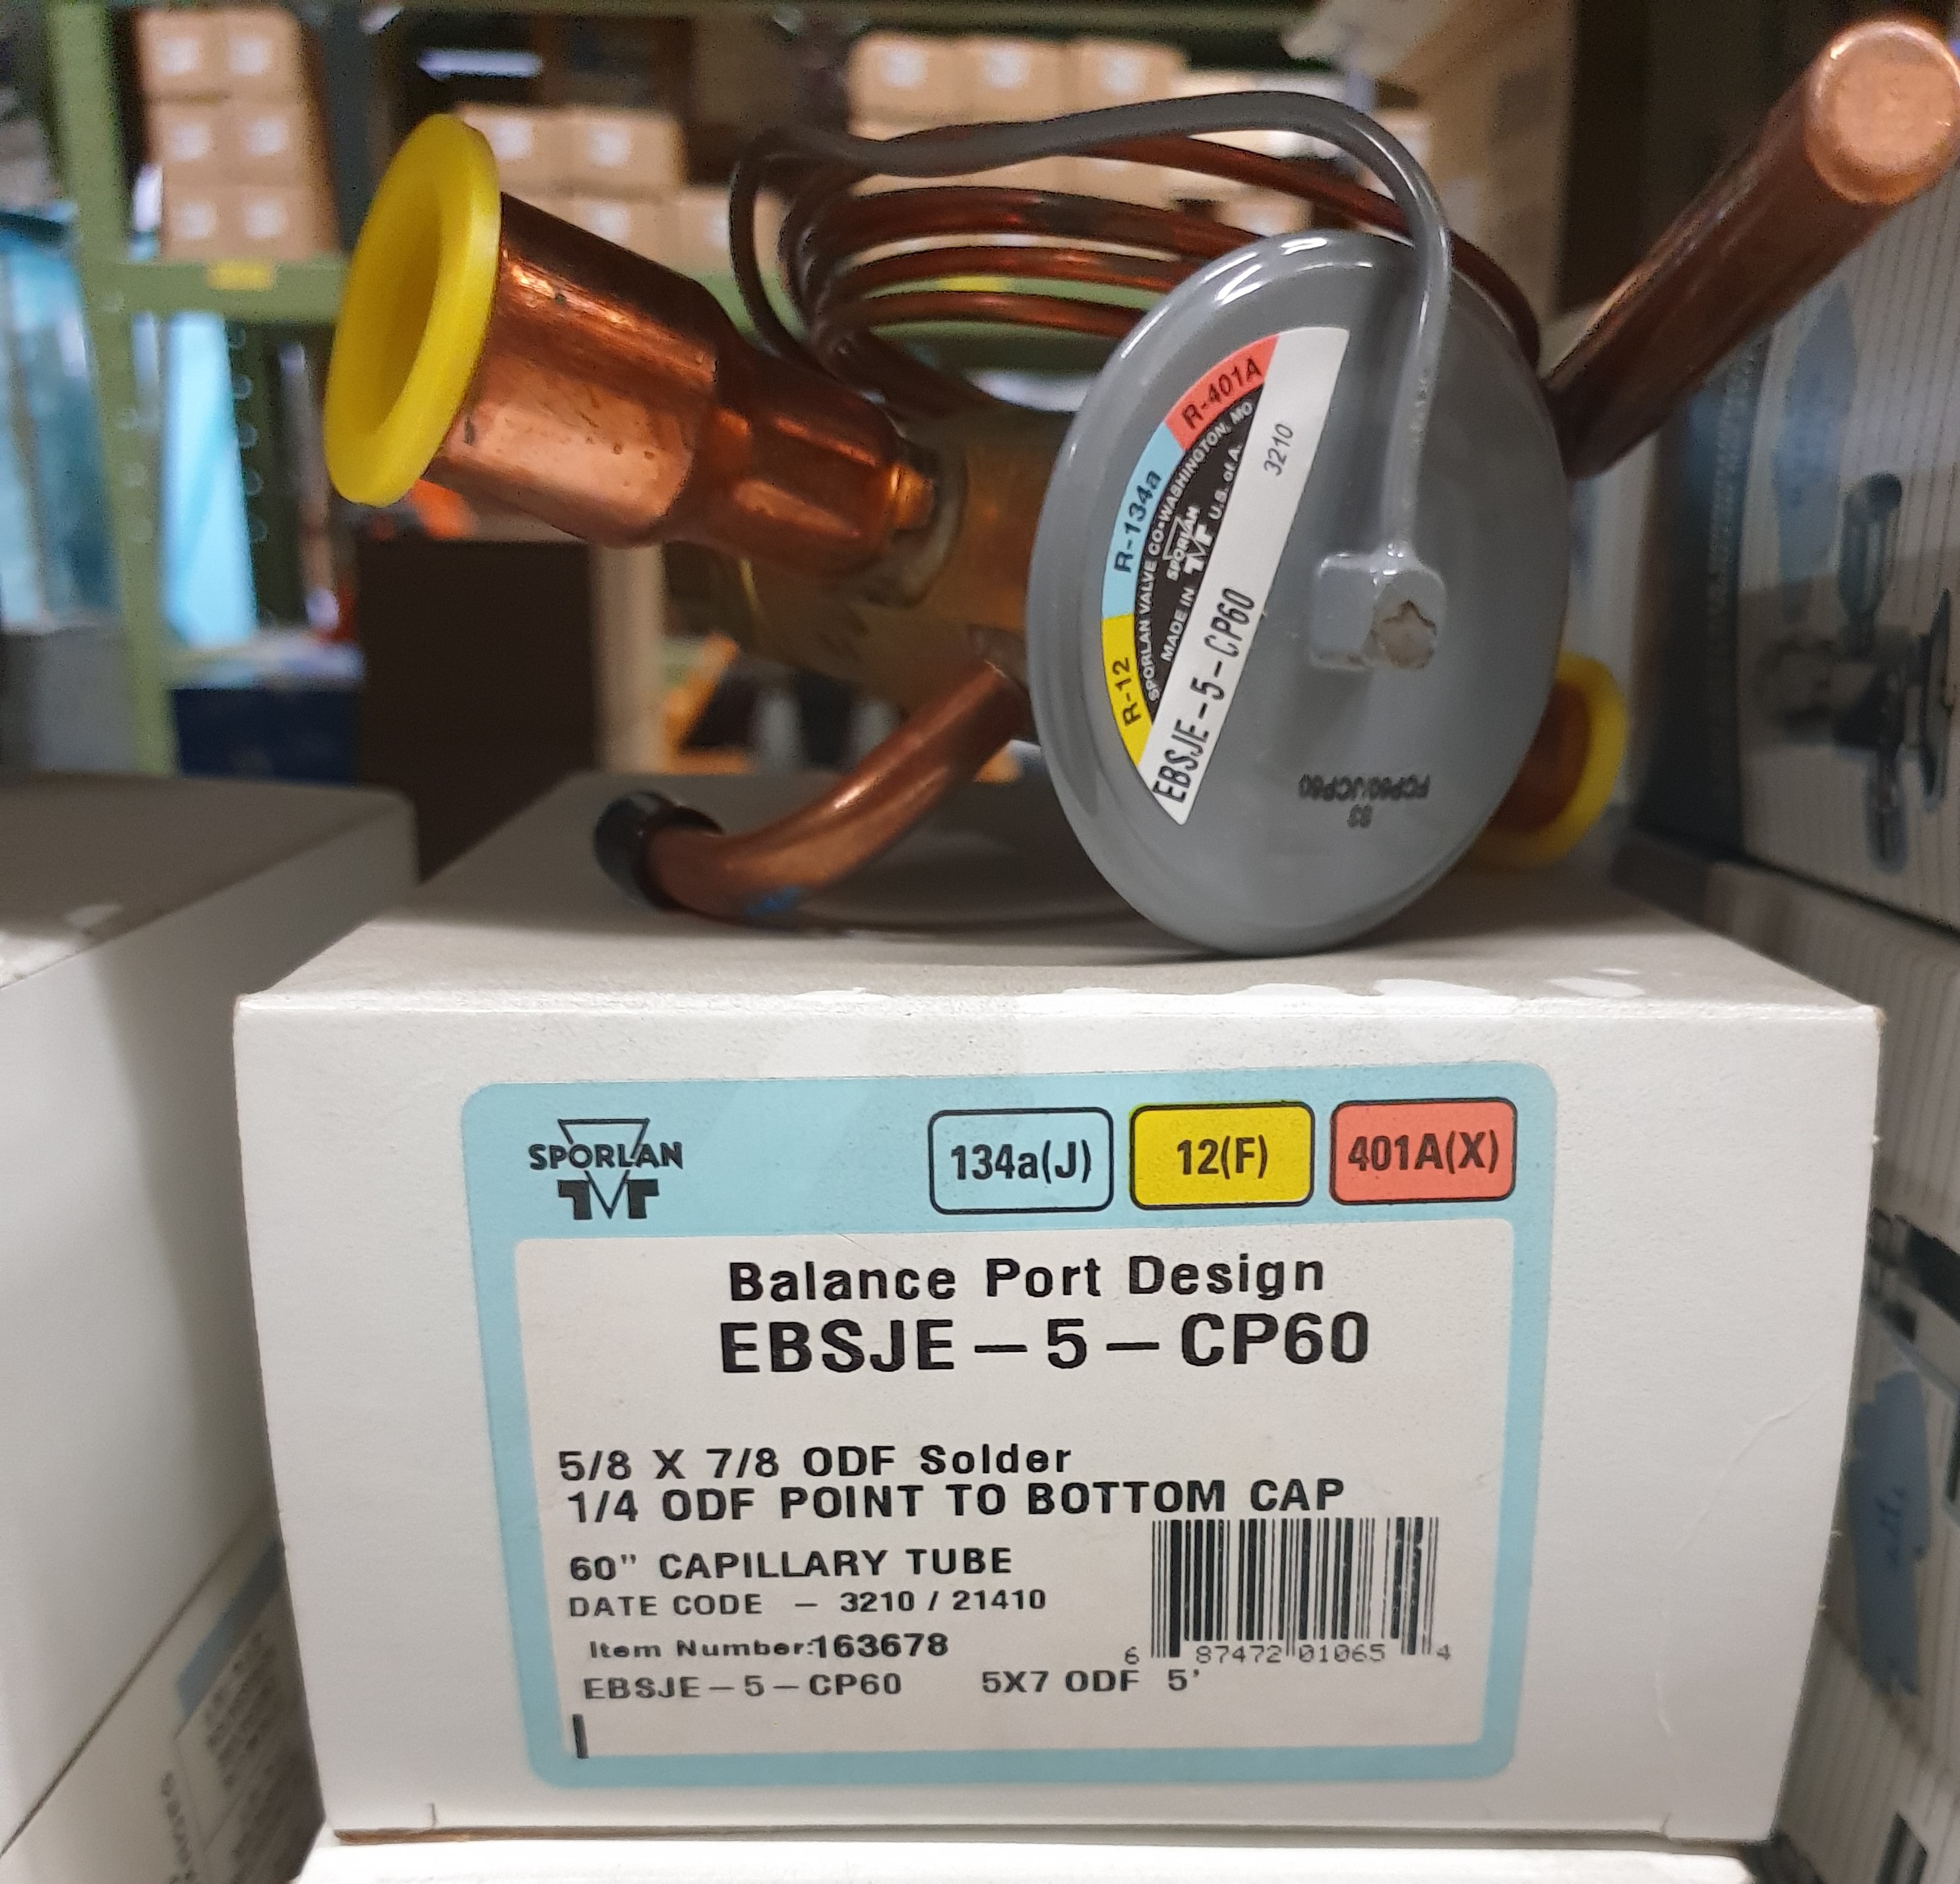 R-401A
R-134a
R-12
SPORLAN VALVE CO•WASHINGTON, MO
SPORLAN
MADE IN U.S. of A.
3210
EBSJE-5-CP60
FCP60/JCP60
SPORLAN
134a(J)
12(F)
401A(X)
Balance Port Design
EBSJE – 5 – CP60
5/8 X 7/8 ODF Solder
1/4 ODF POINT TO BOTTOM CAP
60" CAPILLARY TUBE
DATE CODE – 3210 / 21410
Item Number:163678
6 87472 01065 4
EBSJE – 5 – CP60 5X7 ODF 5'